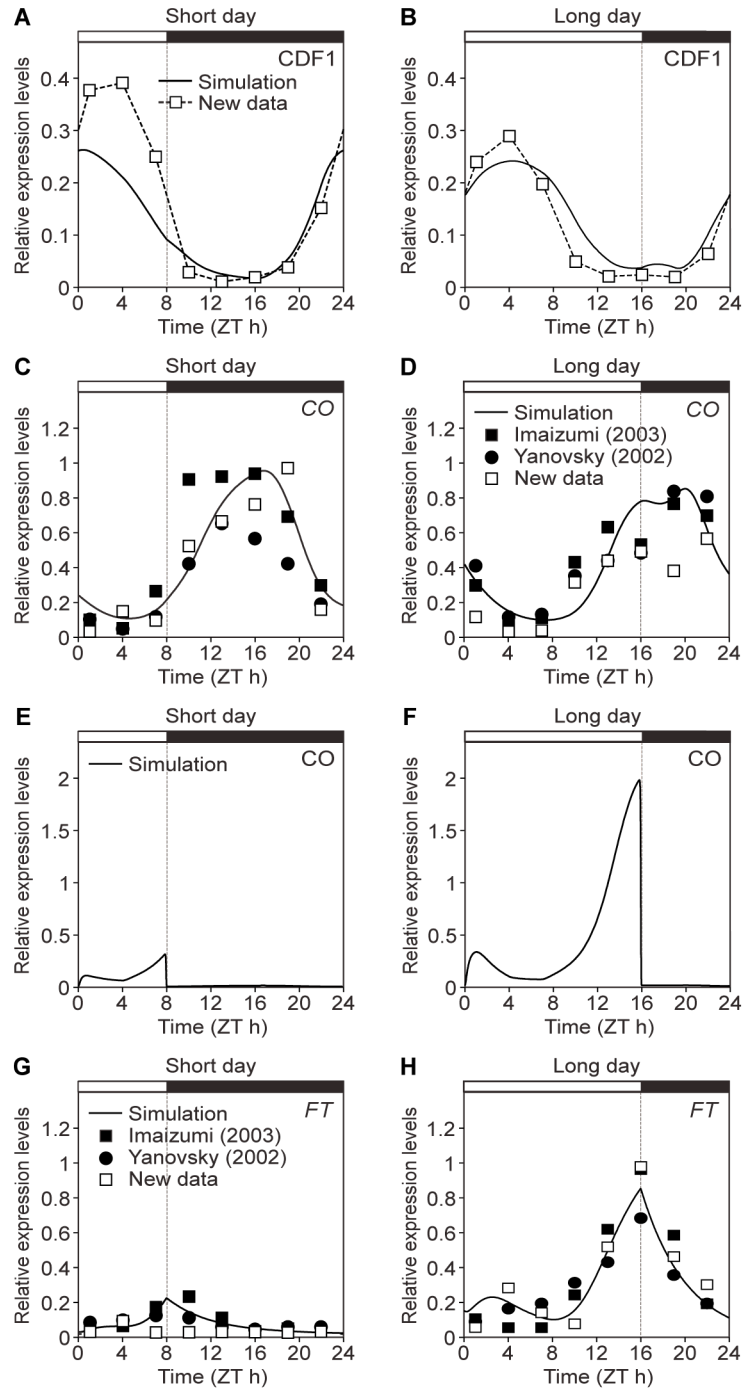 A Short day
CDF1
Simulation
New data
Relative expression levels
0.4
0.3
0.2
0.1
0
0 4 8 12 16 20 24
Time (ZT h)
B Long day
CDF1
Relative expression levels
0.4
0.3
0.2
0.1
0
0 4 8 12 16 20 24
Time (ZT h)
C Short day
CO
Relative expression levels
1.2
1
0.8
0.6
0.4
0.2
0
0 4 8 12 16 20 24
Time (ZT h)
D Long day
CO
Simulation
Imaizumi (2003)
Yanovsky (2002)
New data
Relative expression levels
1.2
1
0.8
0.6
0.4
0.2
0
0 4 8 12 16 20 24
Time (ZT h)
E Short day
CO
Simulation
Relative expression levels
2
1.5
1
0.5
0
0 4 8 12 16 20 24
Time (ZT h)
F Long day
CO
Relative expression levels
2
1.5
1
0.5
0
0 4 8 12 16 20 24
Time (ZT h)
G Short day
FT
Simulation
Imaizumi (2003)
Yanovsky (2002)
New data
Relative expression levels
1.2
1
0.8
0.6
0.4
0.2
0
0 4 8 12 16 20 24
Time (ZT h)
H Long day
FT
Relative expression levels
1.2
1
0.8
0.6
0.4
0.2
0
0 4 8 12 16 20 24
Time (ZT h)